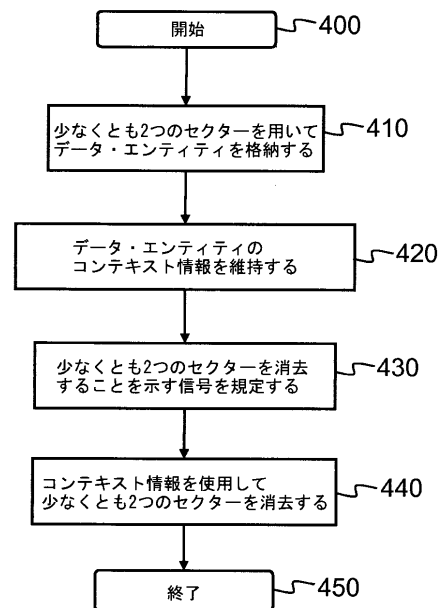 開始
400
少なくとも2つのセクターを用いて
データ・エンティティを格納する
410
データ・エンティティの
コンテキスト情報を維持する
420
少なくとも2つのセクターを消去
することを示す信号を規定する
430
コンテキスト情報を使用して
少なくとも2つのセクターを消去する
440
終了
450